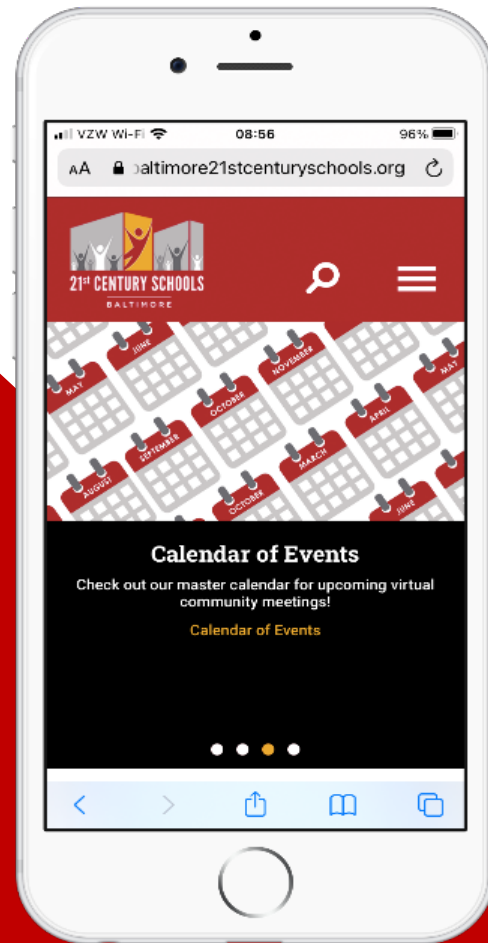 VZW Wi-Fi 08:56 96%
AA baltimore21stcenturyschools.org
21st CENTURY SCHOOLS
BALTIMORE
JUNE
MAY
NOVEMBER
OCTOBER
MAY
SEPTEMBER
APRIL
AUGUST
MARCH
OCTOBER
JUNE
Calendar of Events
Check out our master calendar for upcoming virtual
community meetings!
Calendar of Events